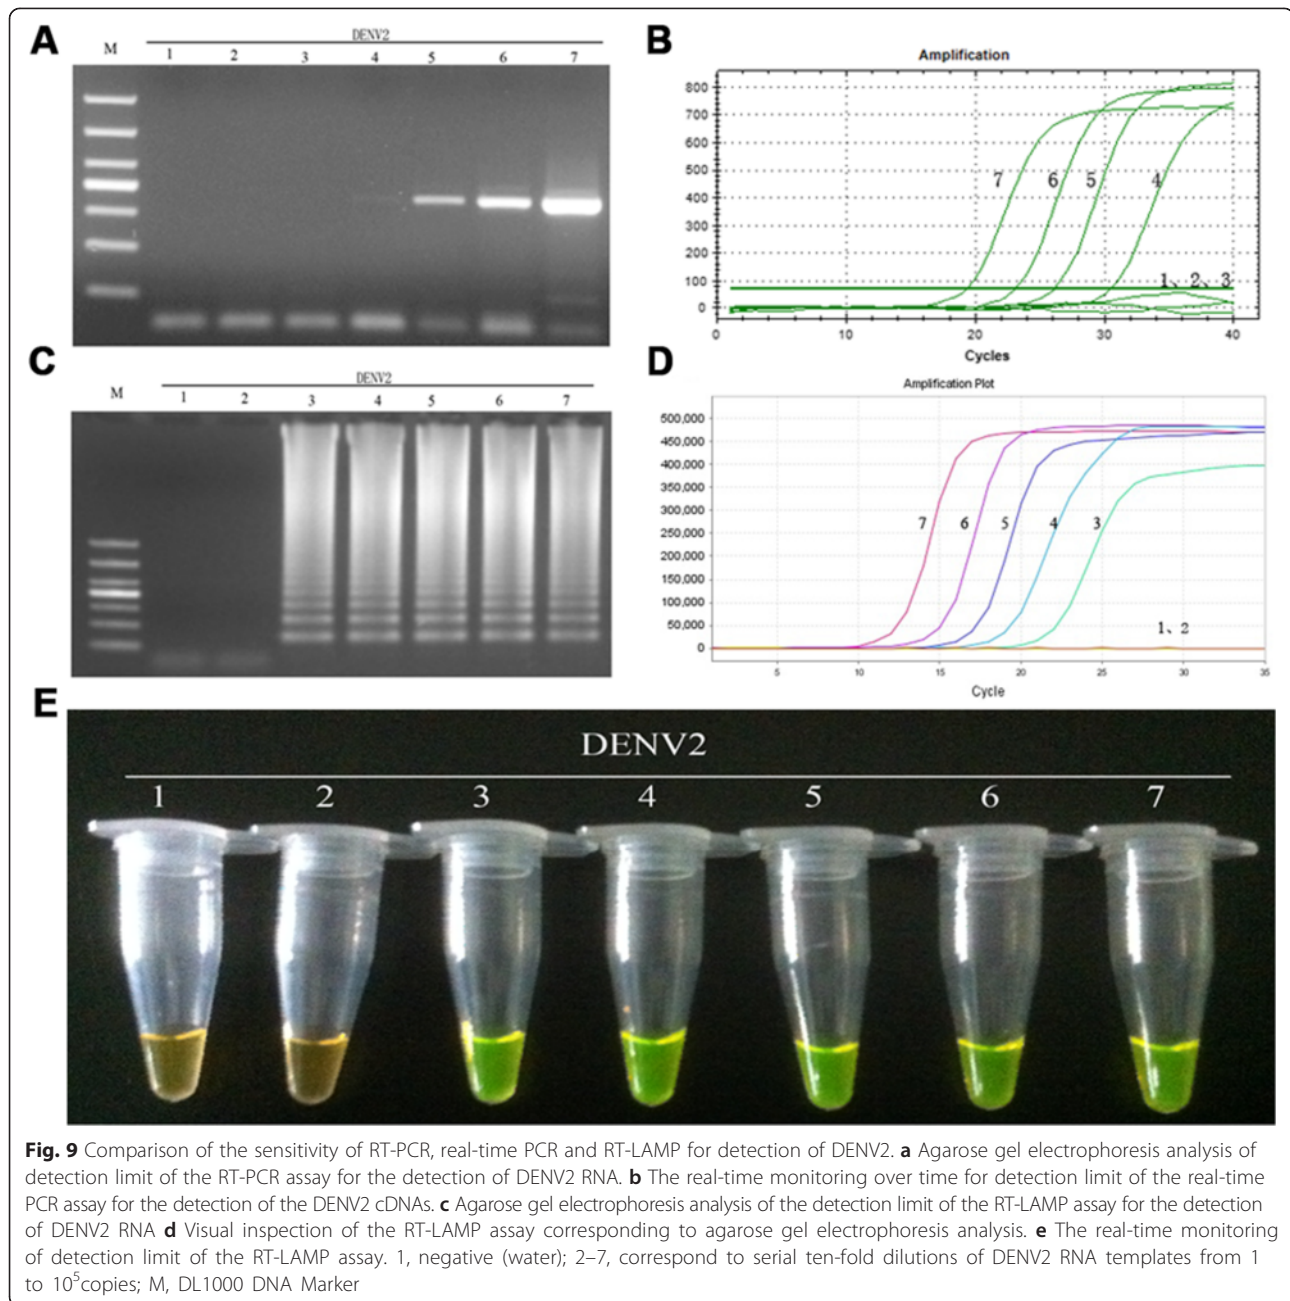 A
M
DENV2
1 2 3 4 5 6 7
B
Amplification
800
700
600
500
400
300
200
100
0
7 6 5 4
1、2、3
0 10 20 30 40
Cycles
C
M
DENV2
1 2 3 4 5 6 7
D
Amplification Plot
500,000
450,000
400,000
350,000
300,000
250,000
200,000
150,000
100,000
50,000
0
7 6 5 4 3
1、2
5 10 15 20 25 30 35
Cycle
E
DENV2
1 2 3 4 5 6 7
Fig. 9 Comparison of the sensitivity of RT-PCR, real-time PCR and RT-LAMP for detection of DENV2. a Agarose gel electrophoresis analysis of
detection limit of the RT-PCR assay for the detection of DENV2 RNA. b The real-time monitoring over time for detection limit of the real-time
PCR assay for the detection of the DENV2 cDNAs. c Agarose gel electrophoresis analysis of the detection limit of the RT-LAMP assay for the detection
of DENV2 RNA d Visual inspection of the RT-LAMP assay corresponding to agarose gel electrophoresis analysis. e The real-time monitoring
of detection limit of the RT-LAMP assay. 1, negative (water); 2–7, correspond to serial ten-fold dilutions of DENV2 RNA templates from 1
to 10⁵copies; M, DL1000 DNA Marker